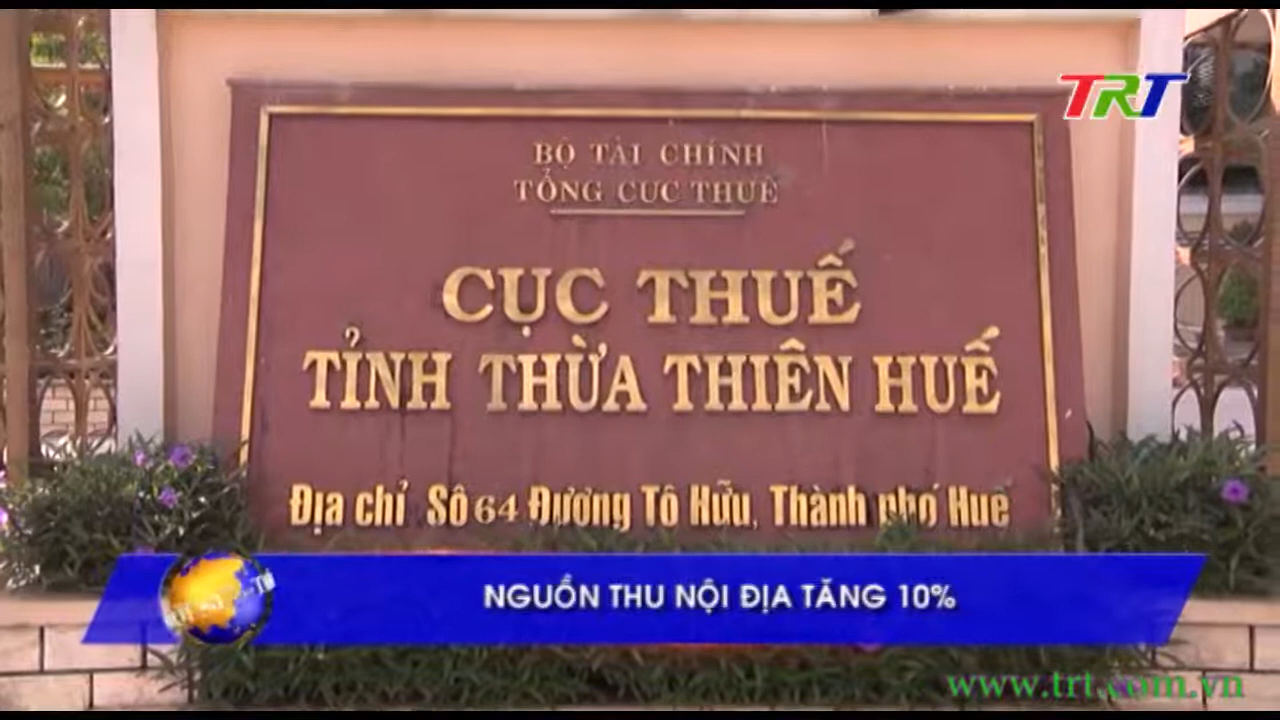 TRT
BỘ TÀI CHÍNH
TỔNG CỤC THUẾ
CỤC THUẾ
TỈNH THỪA THIÊN HUẾ
Địa chỉ Số 64 Đường Tố Hữu, Thành phố Huế
NGUỒN THU NỘI ĐỊA TĂNG 10%
www.trt.com.vn